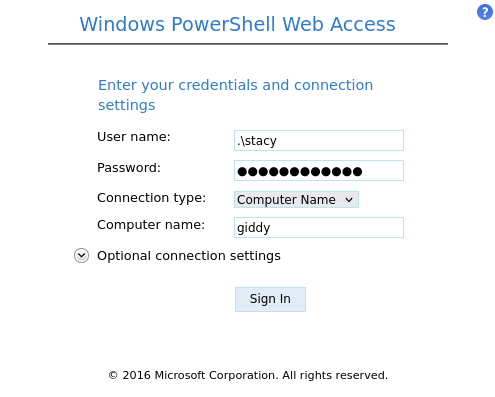 Windows PowerShell Web Access
?
Enter your credentials and connection
settings
User name: .\stacy
Password: ●●●●●●●●●●●●
Connection type: Computer Name
Computer name: giddy
Optional connection settings
Sign In
© 2016 Microsoft Corporation. All rights reserved.